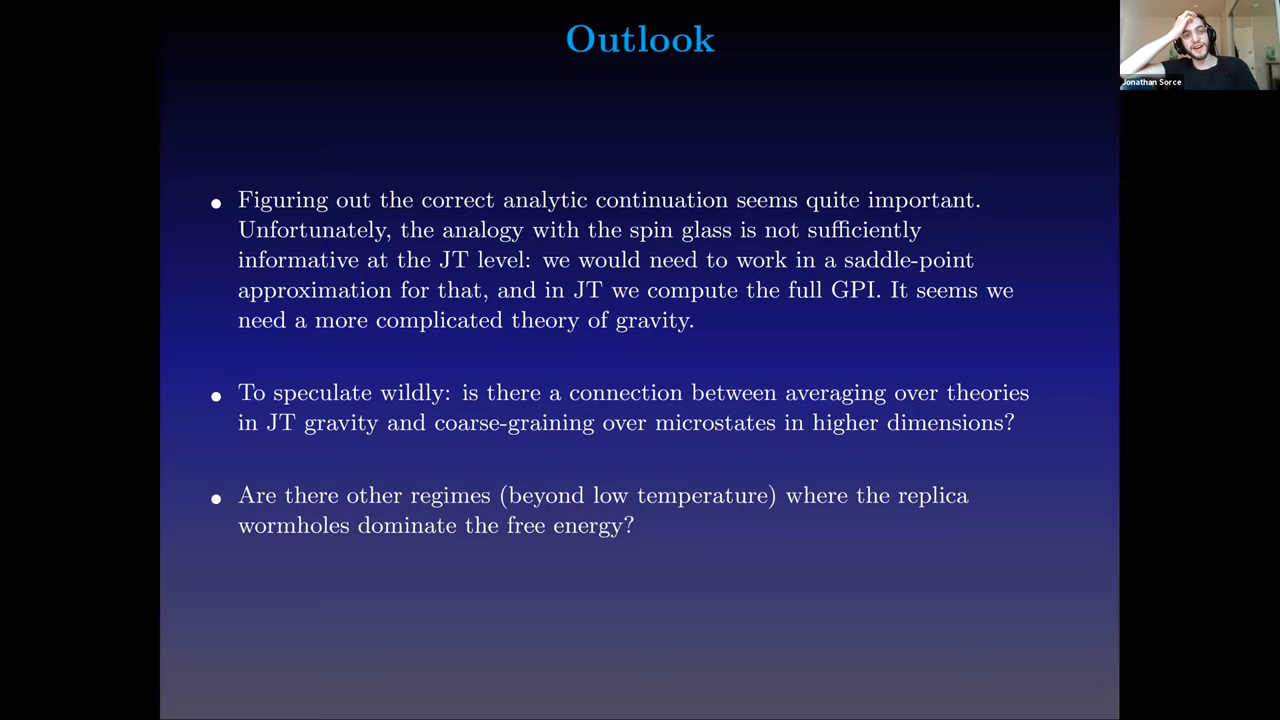 Outlook
Jonathan Sorce
• Figuring out the correct analytic continuation seems quite important.
Unfortunately, the analogy with the spin glass is not sufficiently
informative at the JT level: we would need to work in a saddle-point
approximation for that, and in JT we compute the full GPI. It seems we
need a more complicated theory of gravity.
• To speculate wildly: is there a connection between averaging over theories
in JT gravity and coarse-graining over microstates in higher dimensions?
• Are there other regimes (beyond low temperature) where the replica
wormholes dominate the free energy?